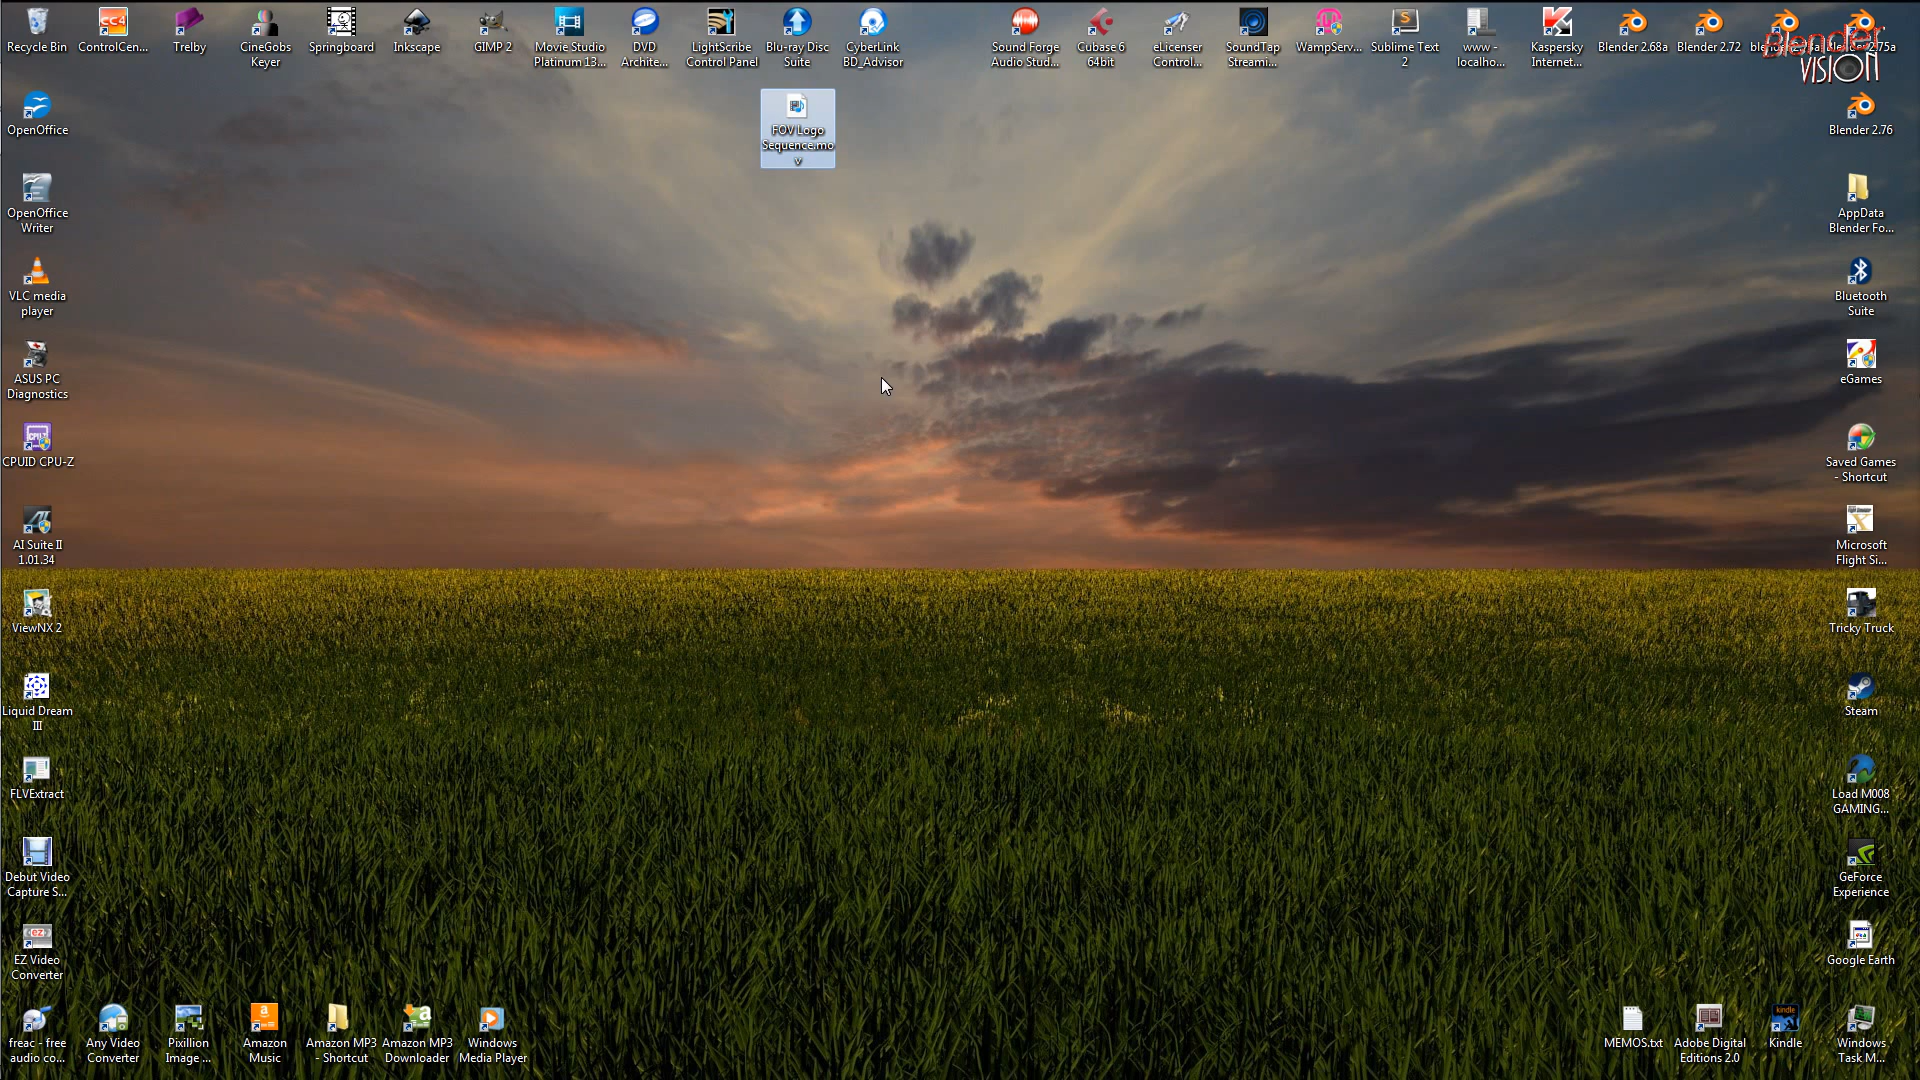 Recycle Bin
ControlCen...
Trelby
CineGobs
Keyer
Springboard
Inkscape
GIMP 2
Movie Studio
Platinum 13...
DVD
Archite...
LightScribe
Control Panel
Blu-ray Disc
Suite
CyberLink
BD_Advisor
Sound Forge
Audio Stud...
Cubase 6
64bit
eLicenser
Control...
SoundTap
Streami...
WampServ...
Sublime Text
2
www -
localho...
Kaspersky
Internet...
Blender 2.68a
Blender 2.72
Blender
VISION
OpenOffice
FOV Logo
Sequence.mo
v
Blender 2.76
OpenOffice
Writer
AppData
Blender Fo...
VLC media
player
Bluetooth
Suite
ASUS PC
Diagnostics
eGames
CPUID CPU-Z
Saved Games
- Shortcut
AI Suite II
1.01.34
Microsoft
Flight Si...
ViewNX 2
Tricky Truck
Liquid Dream
III
Steam
FLVExtract
Load M008
GAMING...
Debut Video
Capture S...
GeForce
Experience
EZ Video
Converter
Google Earth
freac - free
audio co...
Any Video
Converter
Pixillion
Image ...
Amazon
Music
Amazon MP3
- Shortcut
Amazon MP3
Downloader
Windows
Media Player
MEMOS.txt
Adobe Digital
Editions 2.0
Kindle
Windows
Task M...